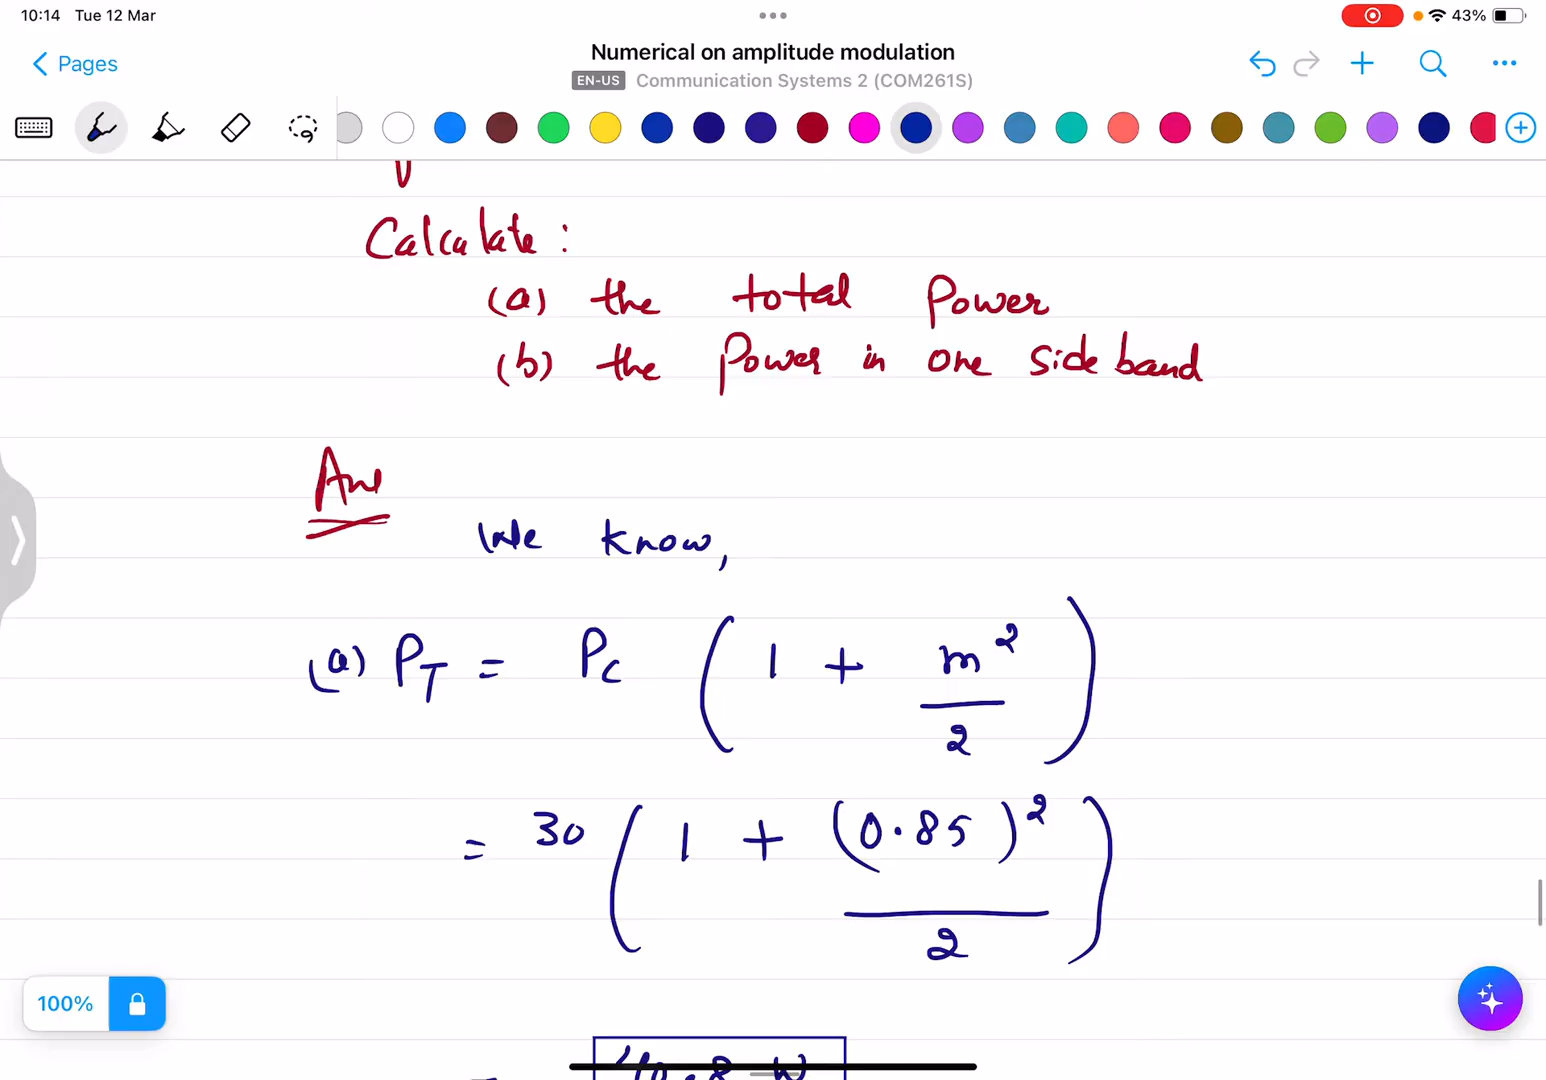 10:14 Tue 12 Mar
43%
Pages
Numerical on amplitude modulation
EN-US Communication Systems 2 (COM261S)
Calculate :
(a) the total Power
(b) the Power in one side band
Ans
We know,
(a) P_T = P_C ( 1 + m²/2 )
= 30 ( 1 + (0.85)²/2 )
100%
=